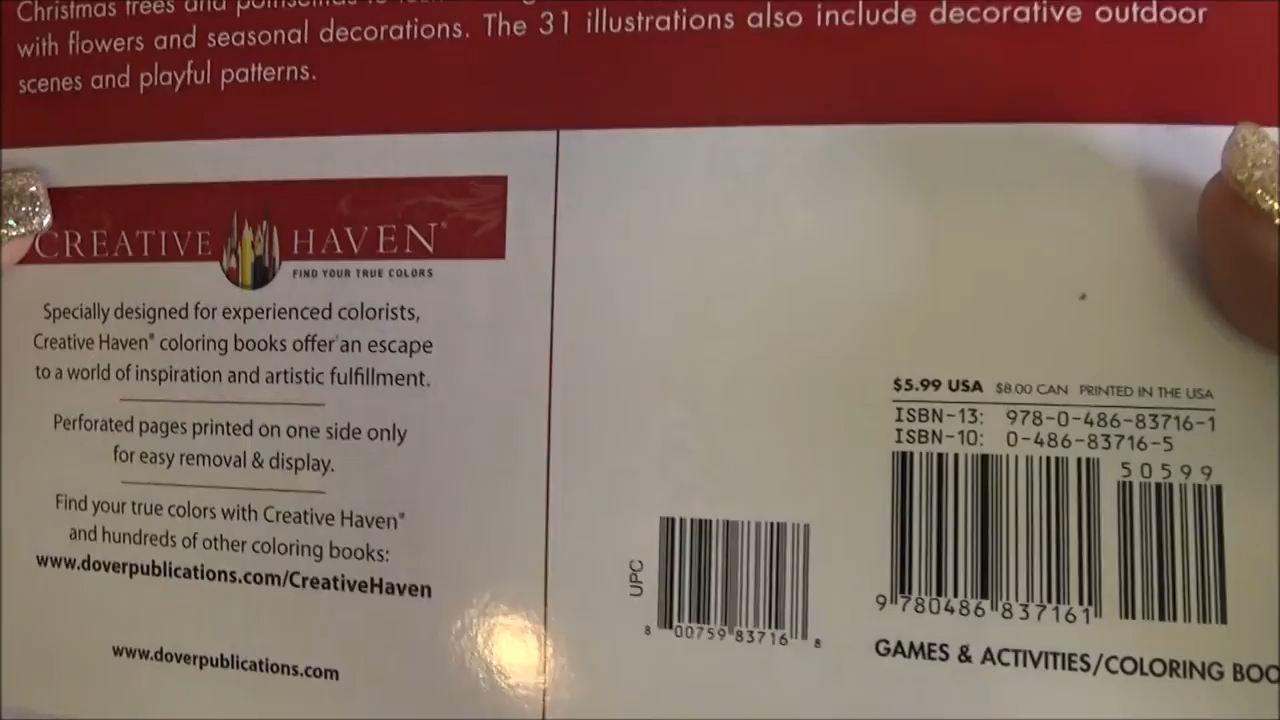 Christmas trees and poinsettias
with flowers and seasonal decorations. The 31 illustrations also include decorative outdoor
scenes and playful patterns.
CREATIVE HAVEN®
FIND YOUR TRUE COLORS
Specially designed for experienced colorists,
Creative Haven® coloring books offer an escape
to a world of inspiration and artistic fulfillment.
Perforated pages printed on one side only
for easy removal & display.
Find your true colors with Creative Haven®
and hundreds of other coloring books:
www.doverpublications.com/CreativeHaven
www.doverpublications.com
UPC
8 00759 83716 8
$5.99 USA $8.00 CAN PRINTED IN THE USA
ISBN-13: 978-0-486-83716-1
ISBN-10: 0-486-83716-5
50599
9 780486 837161
GAMES & ACTIVITIES/COLORING BOO